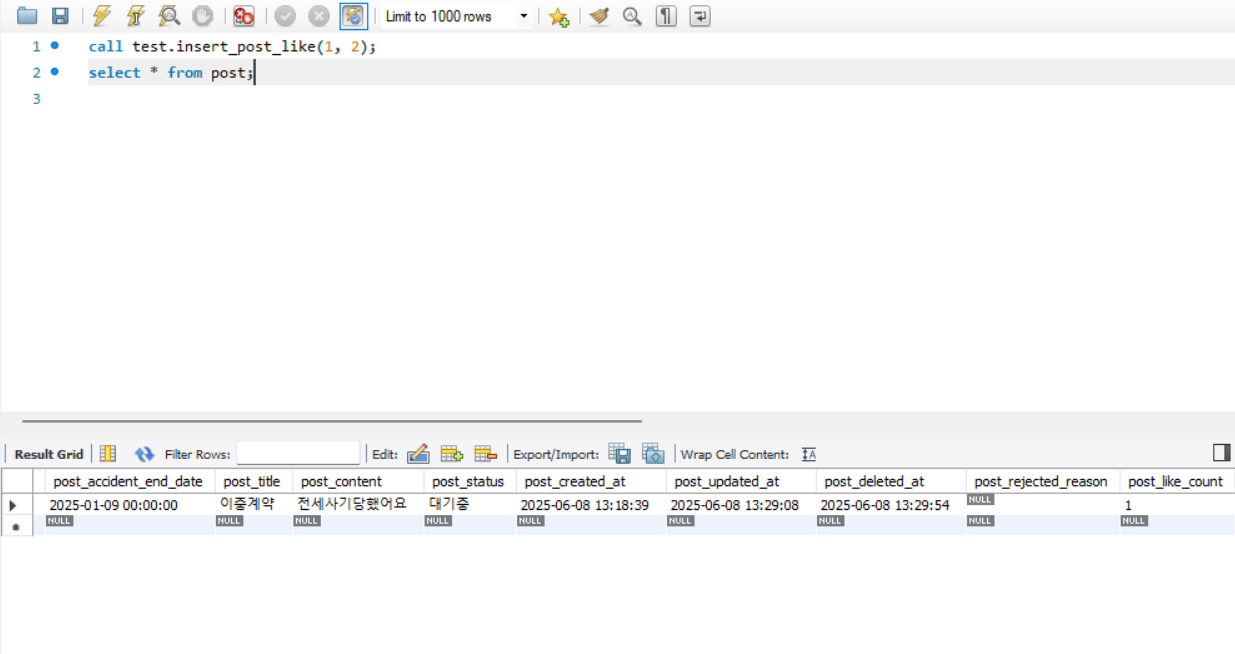 Limit to 1000 rows
1 call test.insert_post_like(1, 2);
2 select * from post;
3
Result Grid Filter Rows: Edit: Export/Import: Wrap Cell Content: IA
post_accident_end_date post_title post_content post_status post_created_at post_updated_at post_deleted_at post_rejected_reason post_like_count
2025-01-09 00:00:00 이중계약 전세사기당했어요 대기중 2025-06-08 13:18:39 2025-06-08 13:29:08 2025-06-08 13:29:54 NULL 1
NULL NULL NULL NULL NULL NULL NULL NULL NULL